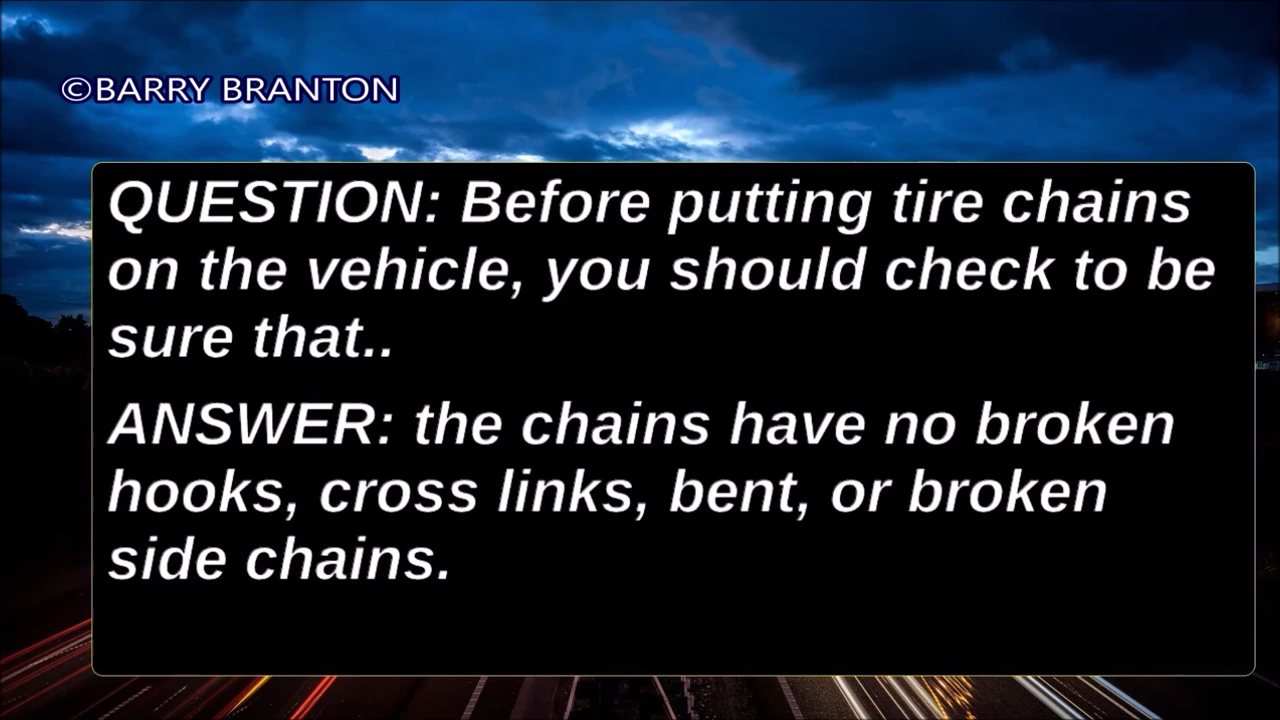 ©BARRY BRANTON
QUESTION: Before putting tire chains
on the vehicle, you should check to be
sure that..
ANSWER: the chains have no broken
hooks, cross links, bent, or broken
side chains.